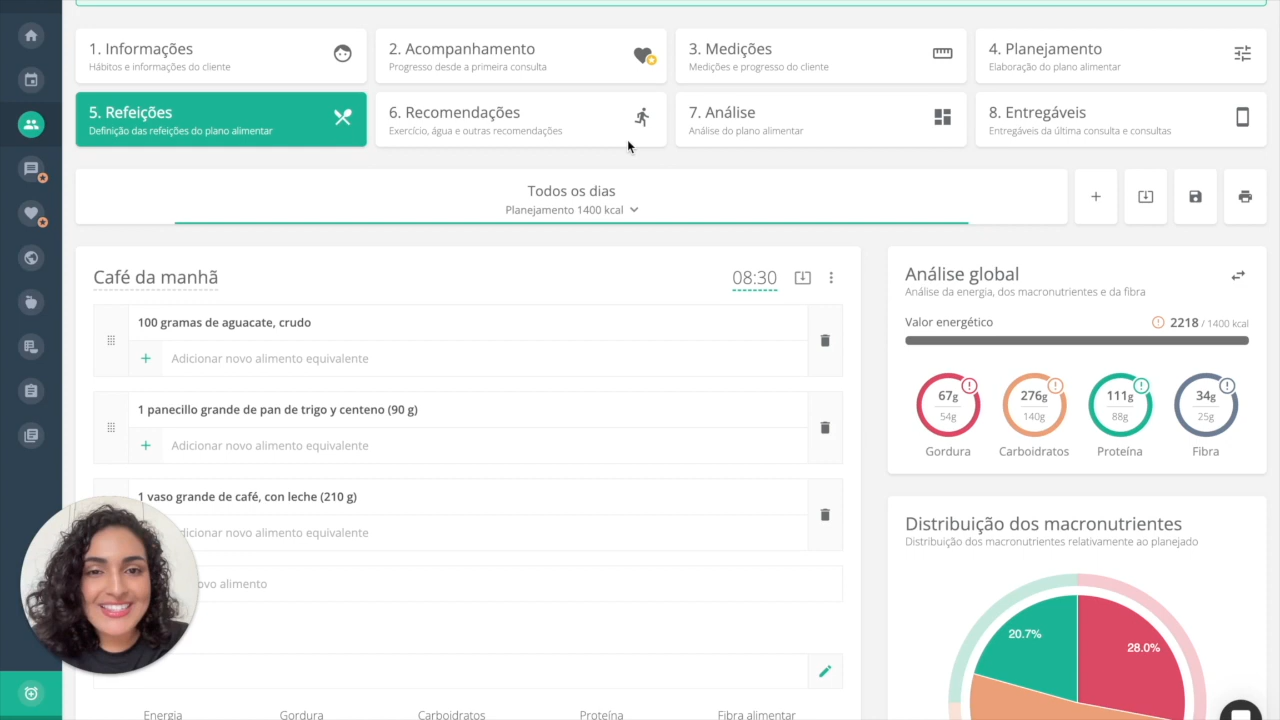 1. Informações
Hábitos e informações do cliente
2. Acompanhamento
Progresso desde a primeira consulta
3. Medições
Medições e progresso do cliente
4. Planejamento
Elaboração do plano alimentar
5. Refeições
Definição das refeições do plano alimentar
6. Recomendações
Exercício, água e outras recomendações
7. Análise
Análise do plano alimentar
8. Entregáveis
Entregáveis da última consulta e consultas
Todos os dias
Planejamento 1400 kcal
Café da manhã
08:30
100 gramas de aguacate, crudo
+ Adicionar novo alimento equivalente
1 panecillo grande de pan de trigo y centeno (90 g)
+ Adicionar novo alimento equivalente
1 vaso grande de café, con leche (210 g)
dicionar novo alimento equivalente
ovo alimento
Energia Gordura Carboidratos Proteína Fibra alimentar
Análise global
Análise da energia, dos macronutrientes e da fibra
Valor energético 2218 / 1400 kcal
67g 276g 111g 34g
54g 140g 88g 25g
Gordura Carboidratos Proteína Fibra
Distribuição dos macronutrientes
Distribuição dos macronutrientes relativamente ao planejado
20.7%
28.0%